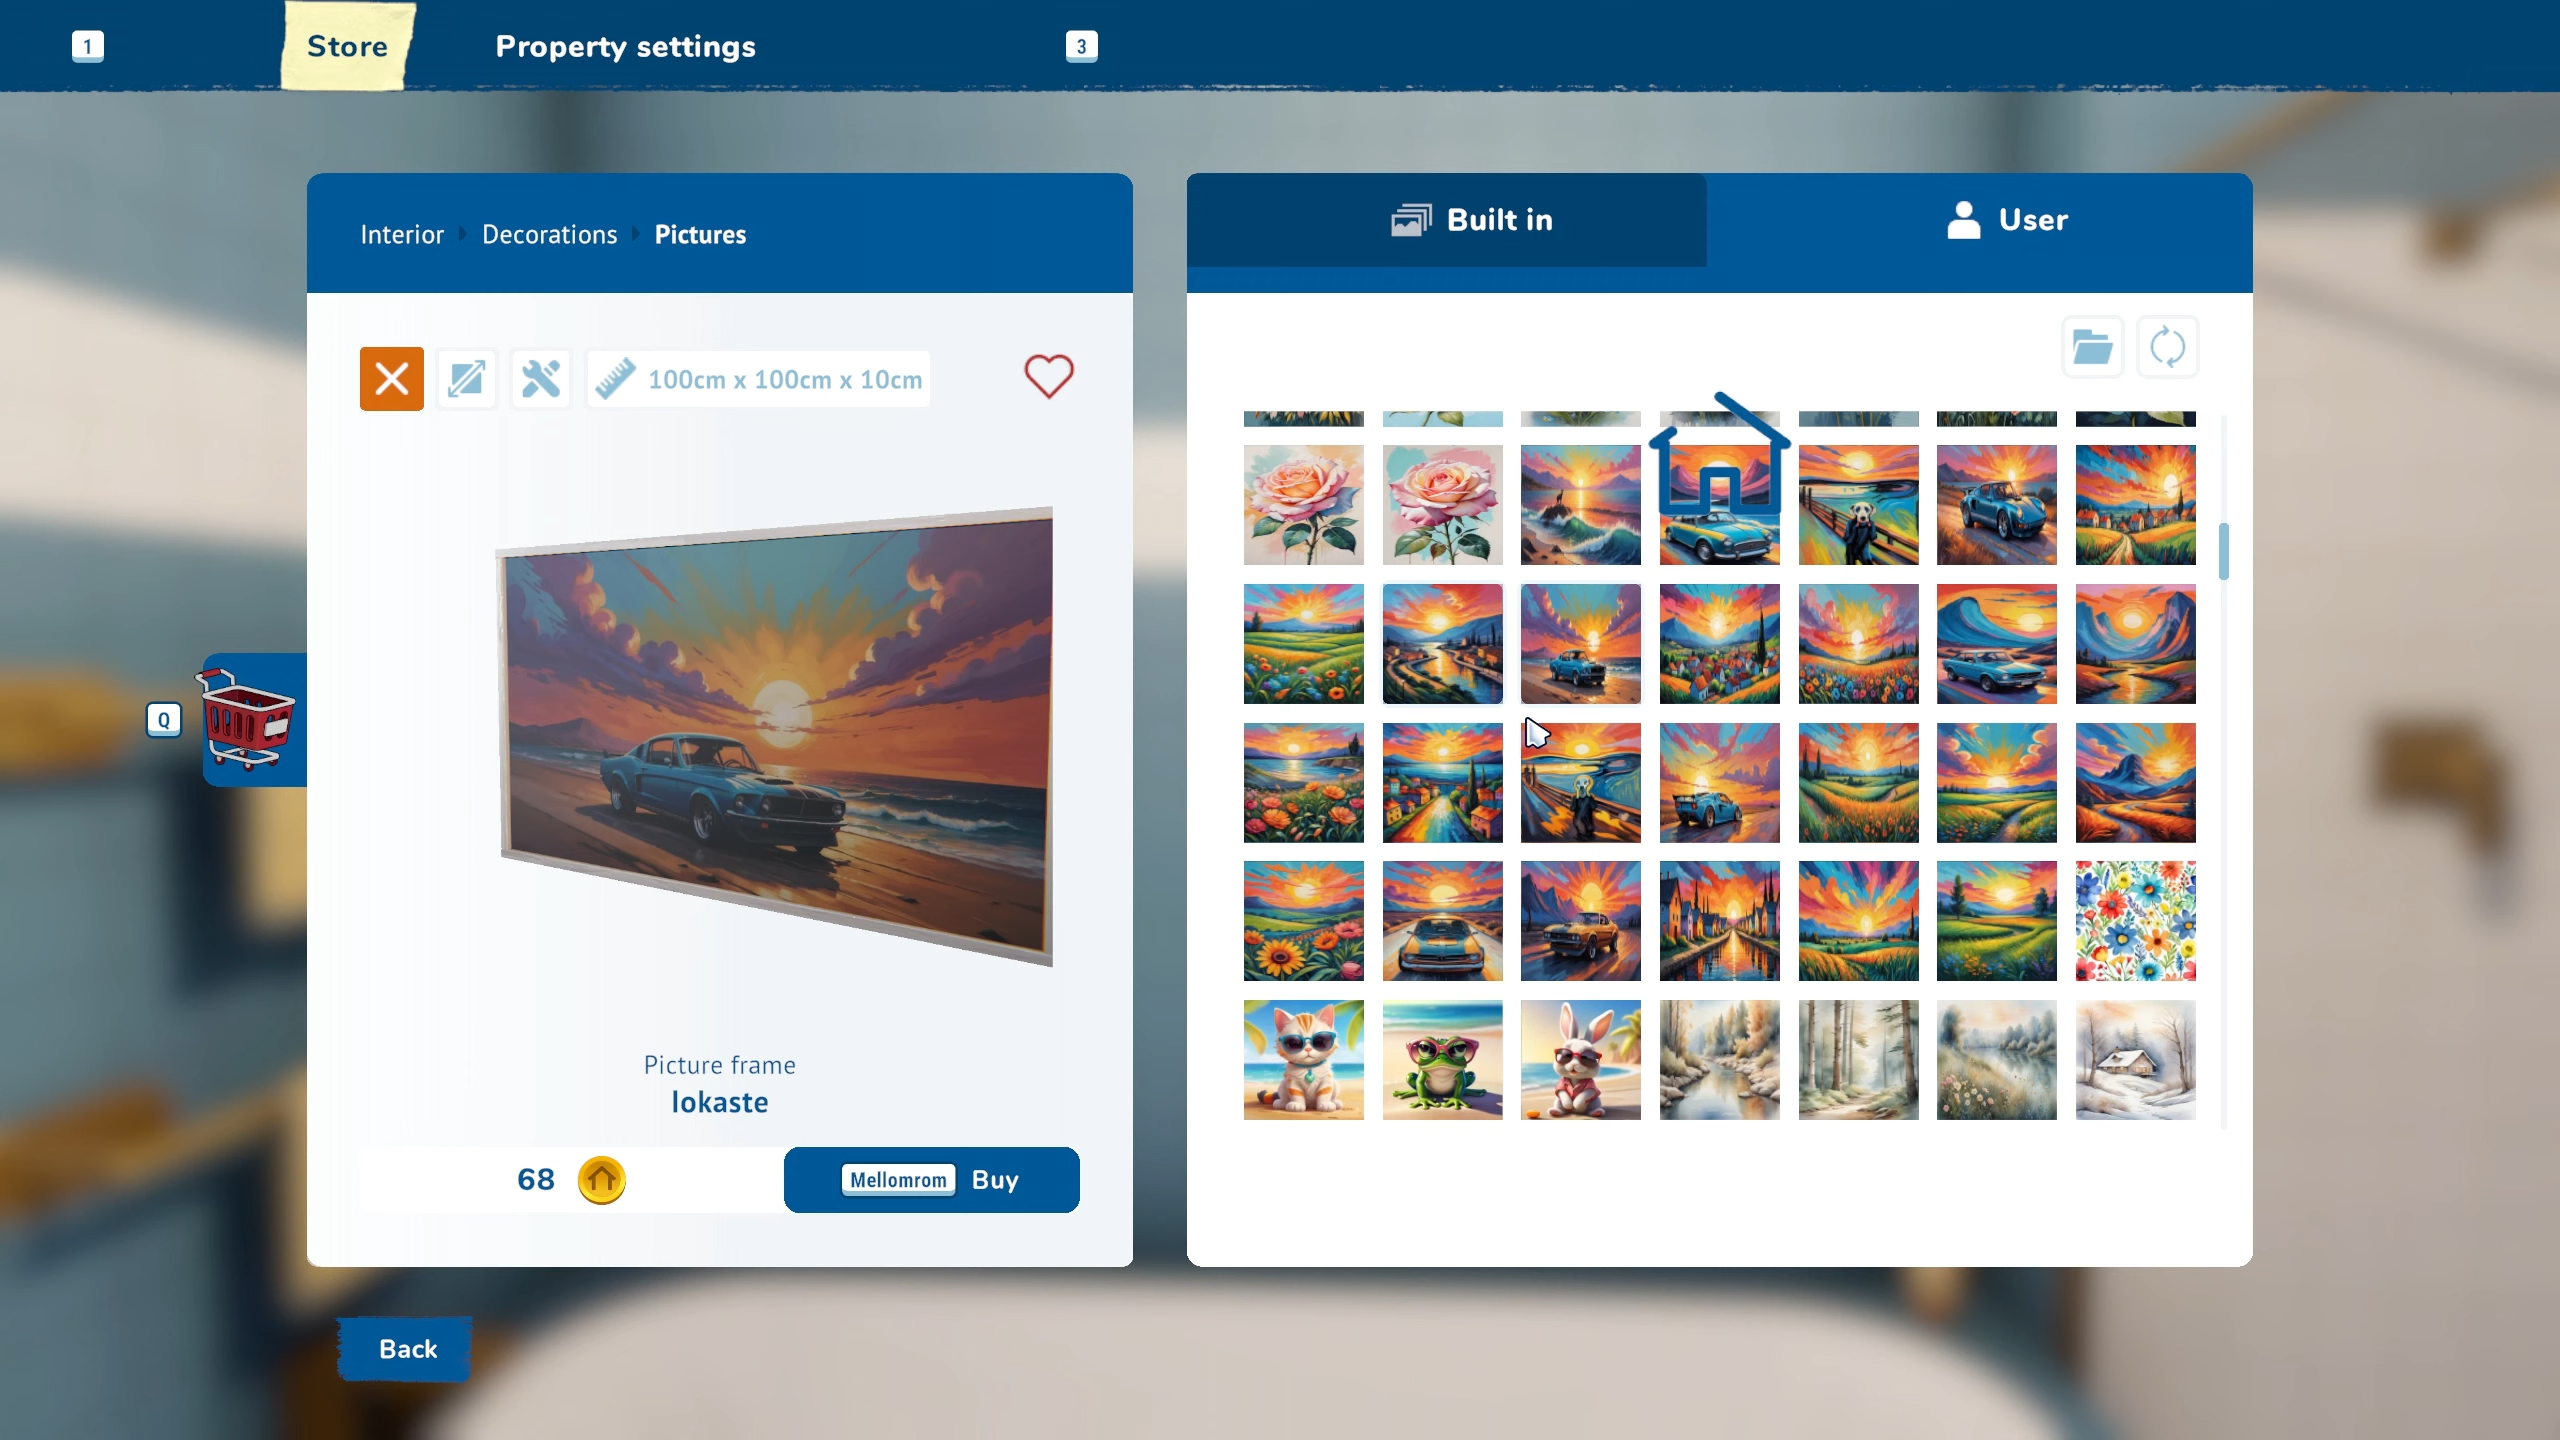 1
Store
Property settings
3
Interior
Decorations
Pictures
Built in
User
100cm x 100cm x 10cm
Q
Picture frame
lokaste
68
Mellomrom
Buy
Back